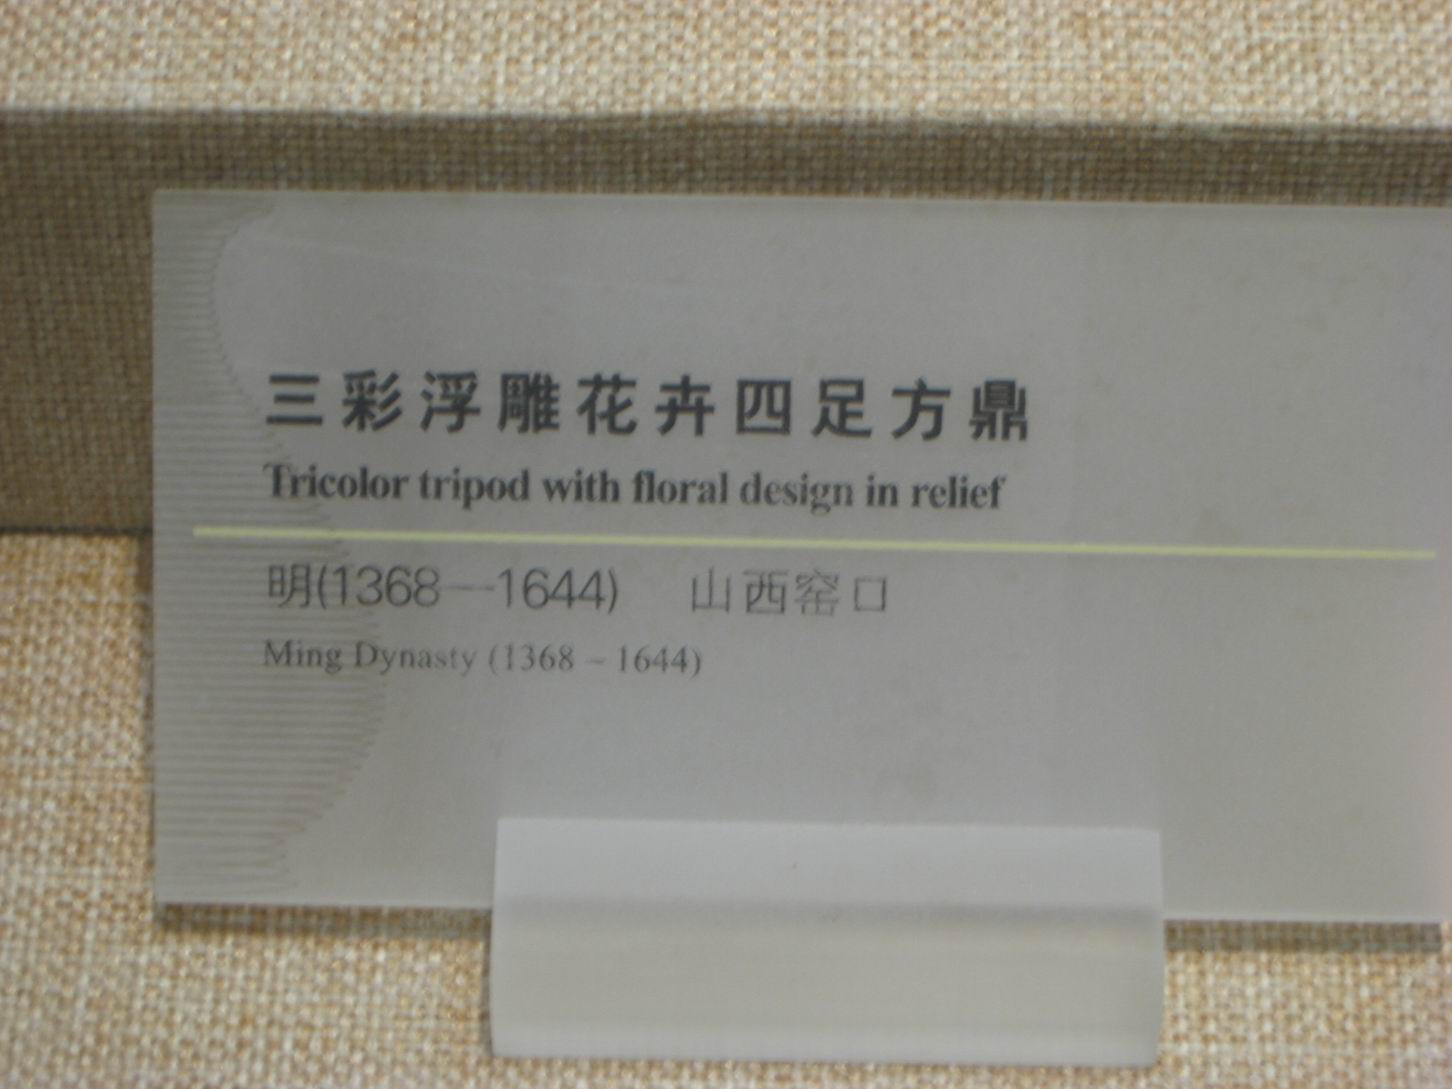 三彩浮雕花卉四足方鼎
Tricolor tripod with floral design in relief
明(1368—1644) 山西窑口
Ming Dynasty (1368 – 1644)